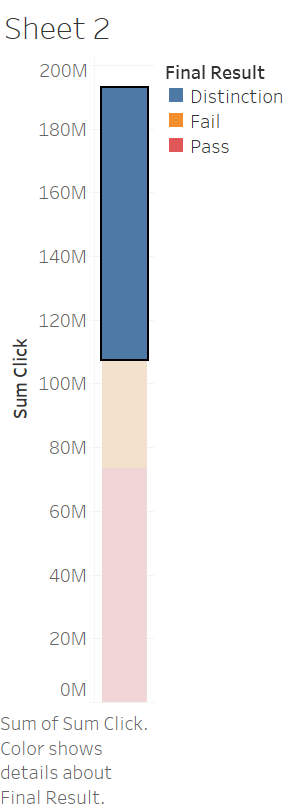 Sheet 2
200M
180M
160M
140M
120M
100M
80M
60M
40M
20M
0M
Sum Click
Final Result
Distinction
Fail
Pass
Sum of Sum Click.
Color shows
details about
Final Result.